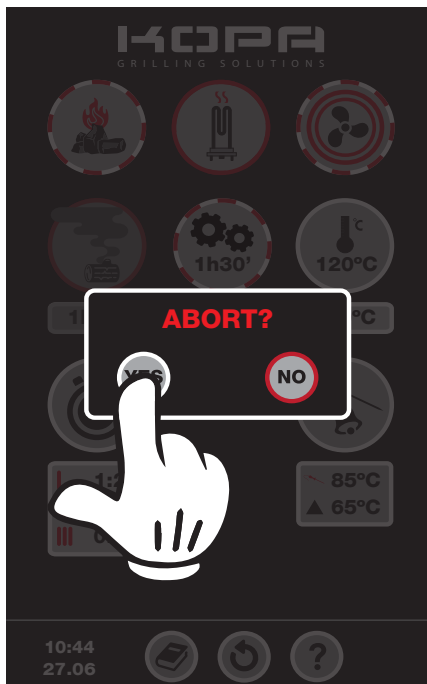 KOPA
GRILLING SOLUTIONS
°C
1h30' 120°C
°C
ABORT?
YES NO
85°C
65°C
10:44
27.06
?